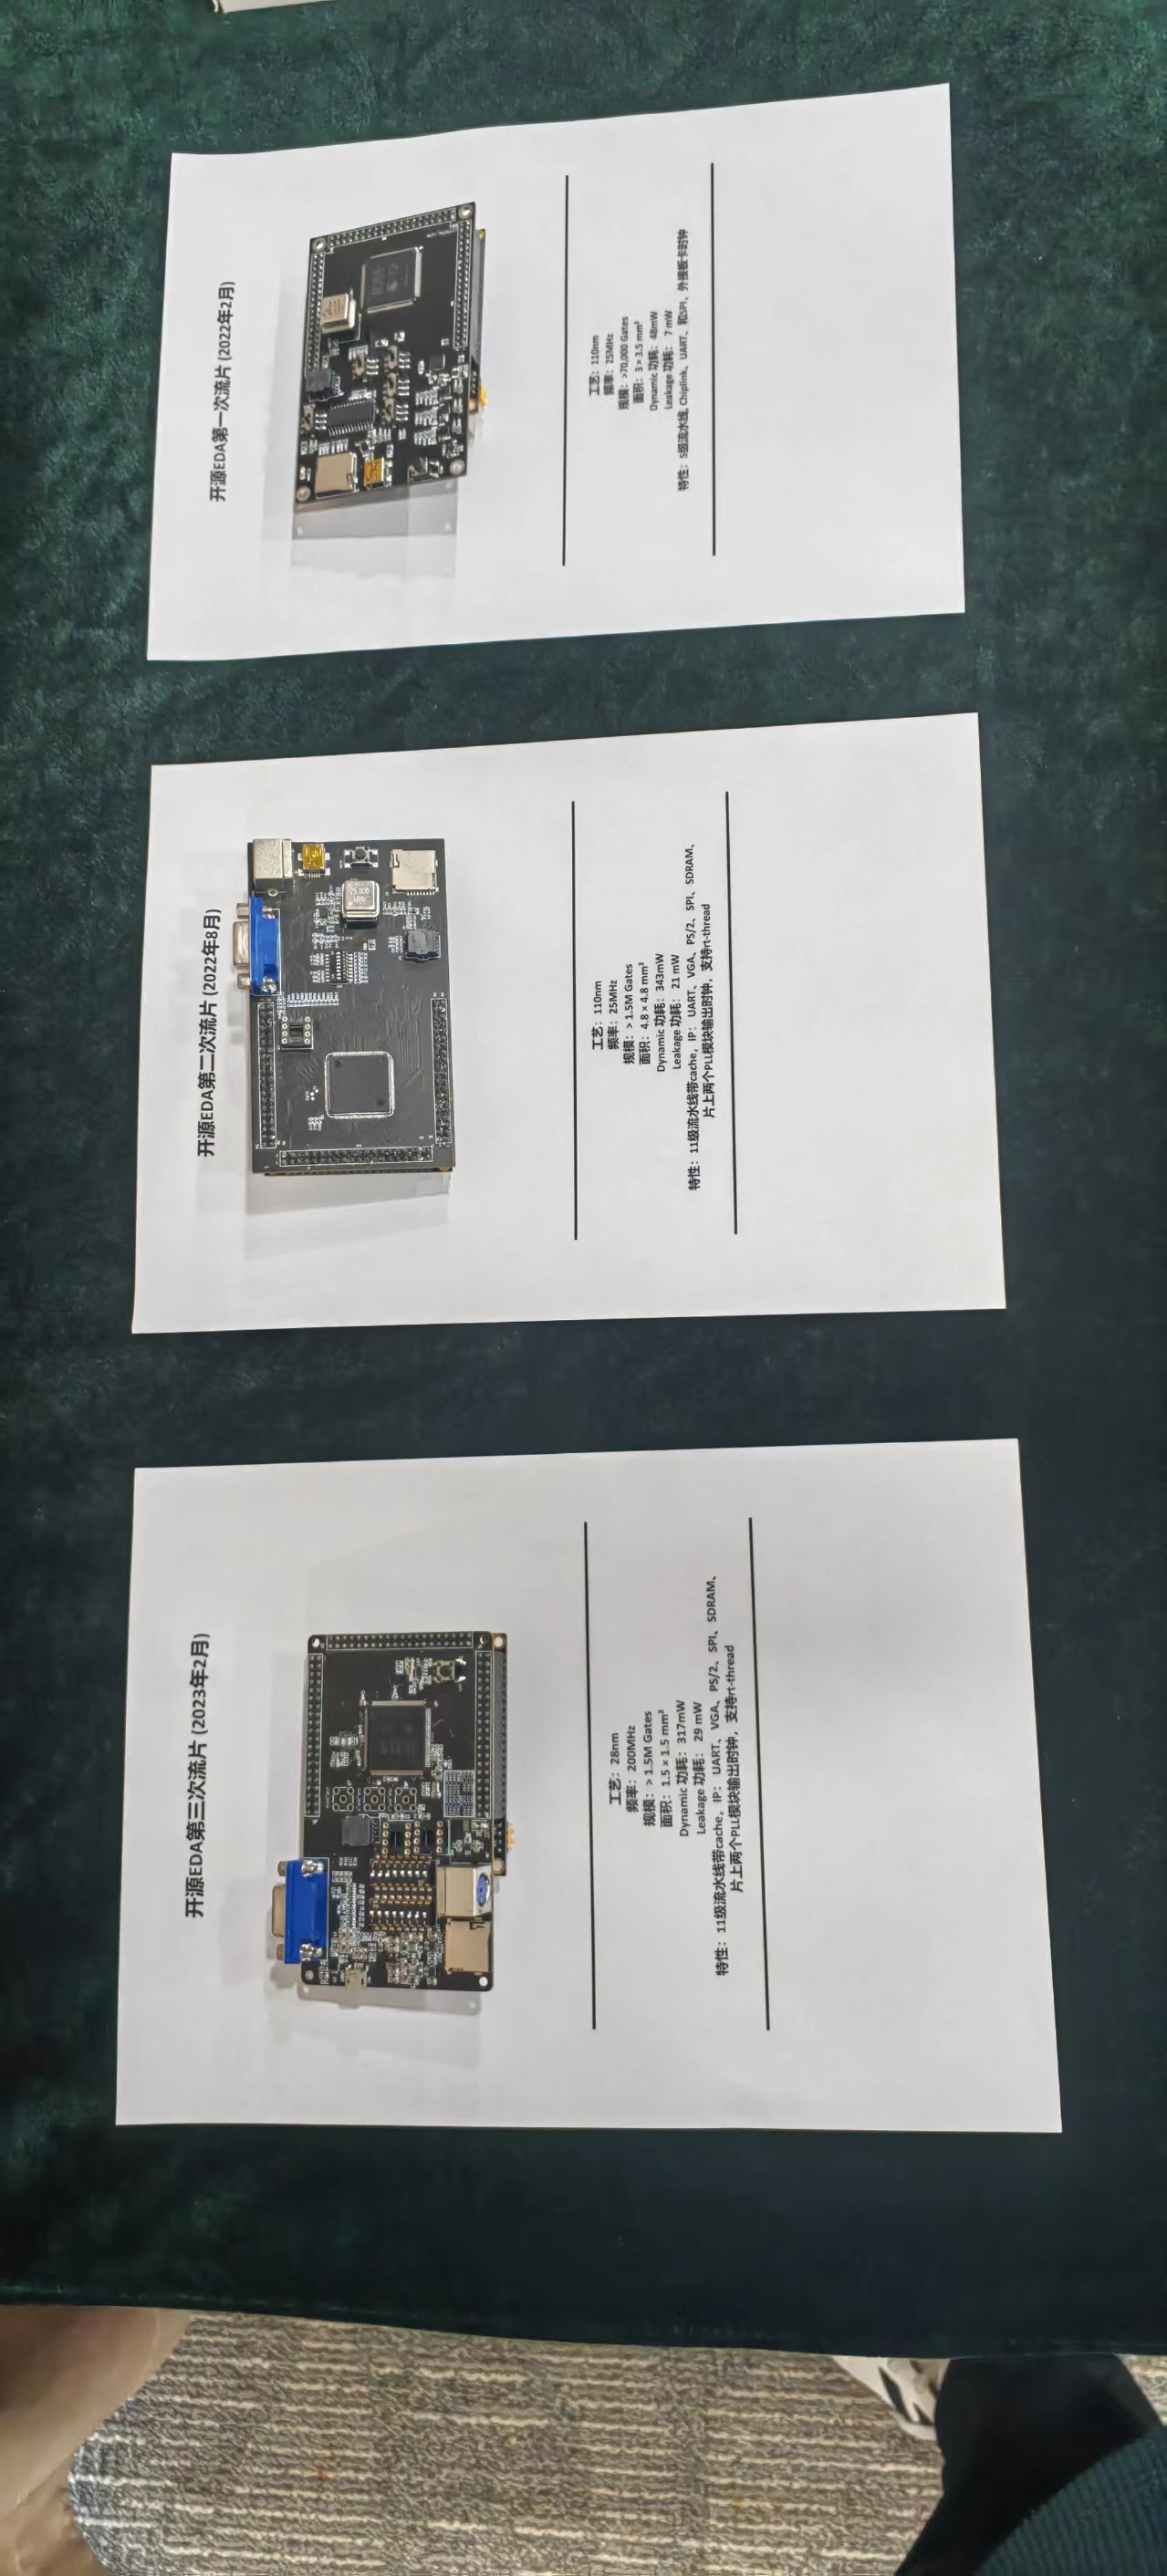 开源EDA第一次流片 (2022年2月)
工艺：110nm
频率：25MHz
规模：>70,000 Gates
面积：3 × 3.5 mm²
Dynamic 功耗：48mW
Leakage 功耗：7 mW
特性：5级流水线, Chiplink、UART、和SPI，外接板卡时钟
开源EDA第二次流片 (2022年8月)
工艺：110nm
频率：25MHz
规模：> 1.5M Gates
面积：4.8 × 4.8 mm²
Dynamic 功耗：343mW
Leakage 功耗：21 mW
特性：11级流水线带cache，IP：UART、VGA、PS/2、SPI、SDRAM、
片上两个PLL模块输出时钟，支持rt-thread
开源EDA第三次流片 (2023年2月)
工艺：28nm
频率：200MHz
规模：> 1.5M Gates
面积：1.5 × 1.5 mm²
Dynamic 功耗：317mW
Leakage 功耗：29 mW
特性：11级流水线带cache，IP：UART、VGA、PS/2、SPI、SDRAM、
片上两个PLL模块输出时钟，支持rt-thread